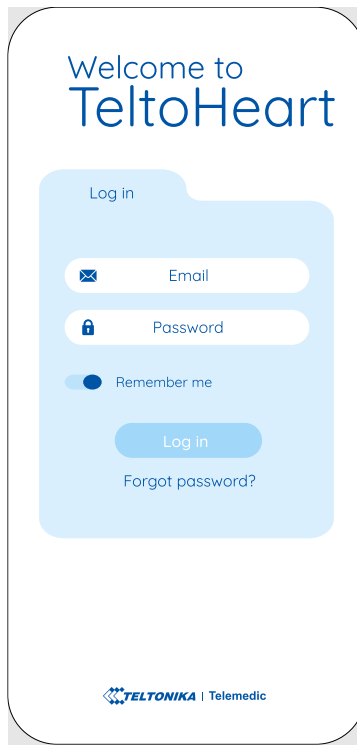 Welcome to
TeltoHeart
Log in
Email
Password
Remember me
Log in
Forgot password?
TELTONIKA | Telemedic